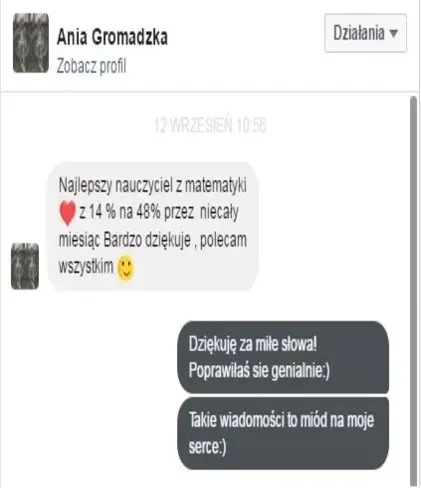 Ania Gromadzka
Działania ▼
Zobacz profil
12 WRZESIEŃ 10:56
Najlepszy nauczyciel z matematyki
❤️ z 14 % na 48% przez niecały
miesiąc Bardzo dziękuje , polecam
wszystkim 🙂
Dziękuję za miłe słowa!
Poprawiłaś sie genialnie:)
Takie wiadomości to miód na moje
serce:)